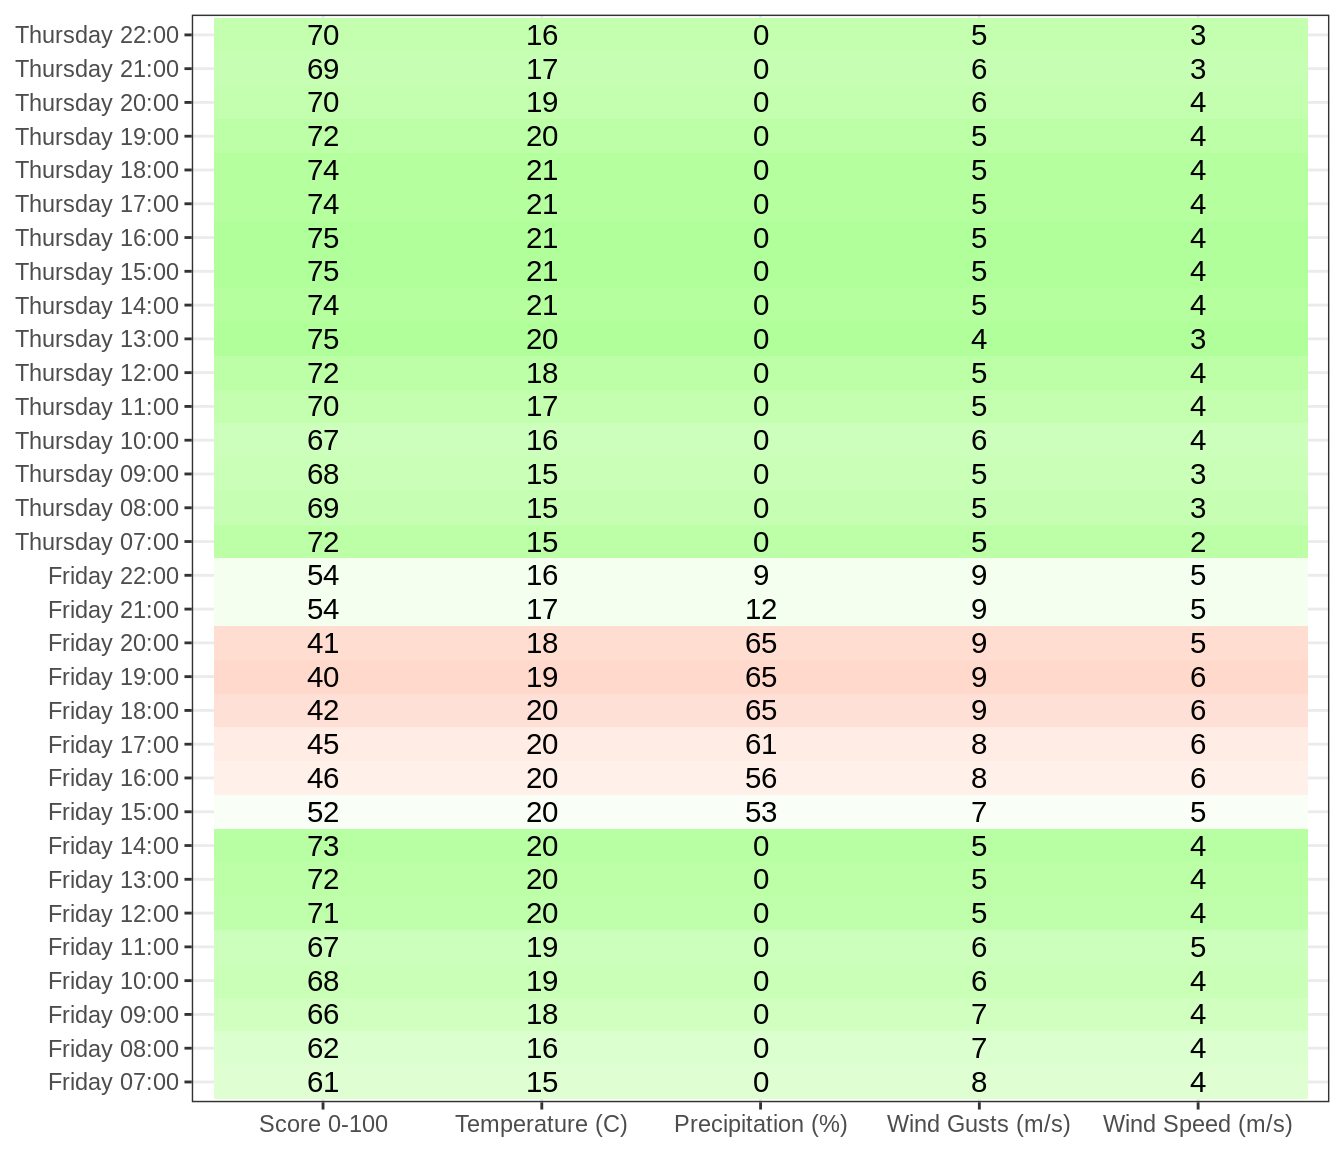 Thursday 22:00 70 16 0 5 3
Thursday 21:00 69 17 0 6 3
Thursday 20:00 70 19 0 6 4
Thursday 19:00 72 20 0 5 4
Thursday 18:00 74 21 0 5 4
Thursday 17:00 74 21 0 5 4
Thursday 16:00 75 21 0 5 4
Thursday 15:00 75 21 0 5 4
Thursday 14:00 74 21 0 5 4
Thursday 13:00 75 20 0 4 3
Thursday 12:00 72 18 0 5 4
Thursday 11:00 70 17 0 5 4
Thursday 10:00 67 16 0 6 4
Thursday 09:00 68 15 0 5 3
Thursday 08:00 69 15 0 5 3
Thursday 07:00 72 15 0 5 2
Friday 22:00 54 16 9 9 5
Friday 21:00 54 17 12 9 5
Friday 20:00 41 18 65 9 5
Friday 19:00 40 19 65 9 6
Friday 18:00 42 20 65 9 6
Friday 17:00 45 20 61 8 6
Friday 16:00 46 20 56 8 6
Friday 15:00 52 20 53 7 5
Friday 14:00 73 20 0 5 4
Friday 13:00 72 20 0 5 4
Friday 12:00 71 20 0 5 4
Friday 11:00 67 19 0 6 5
Friday 10:00 68 19 0 6 4
Friday 09:00 66 18 0 7 4
Friday 08:00 62 16 0 7 4
Friday 07:00 61 15 0 8 4
Score 0-100 Temperature (C) Precipitation (%) Wind Gusts (m/s) Wind Speed (m/s)